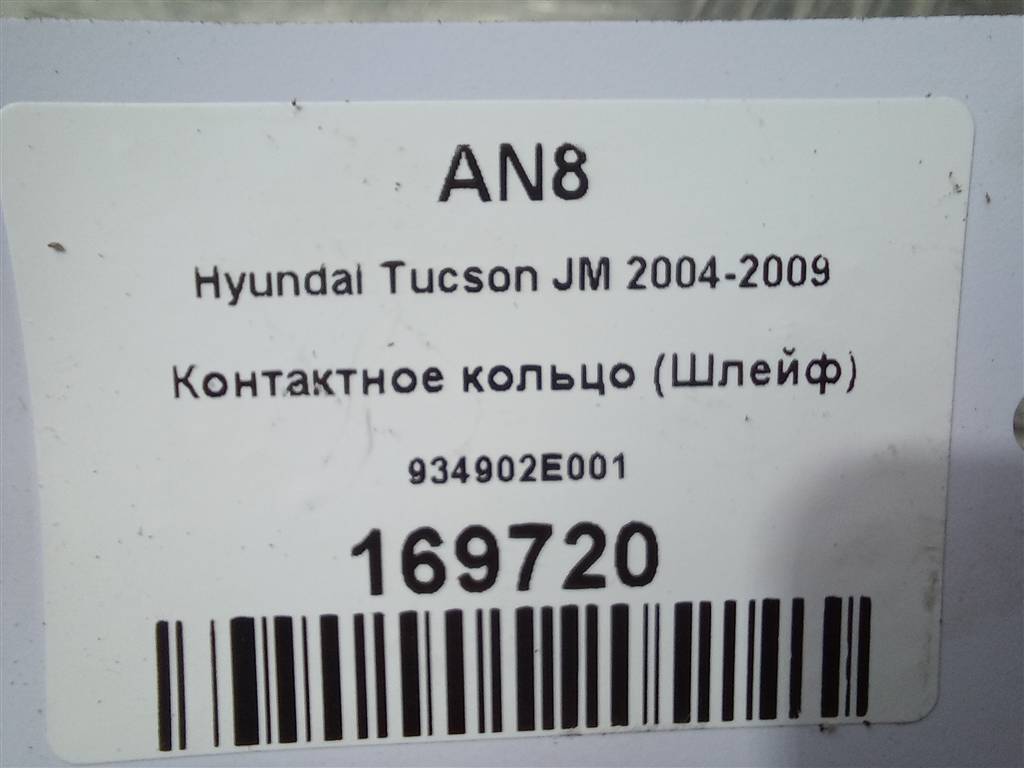 AN8
Hyundai Tucson JM 2004-2009
Контактное кольцо (Шлейф)
934902E001
169720